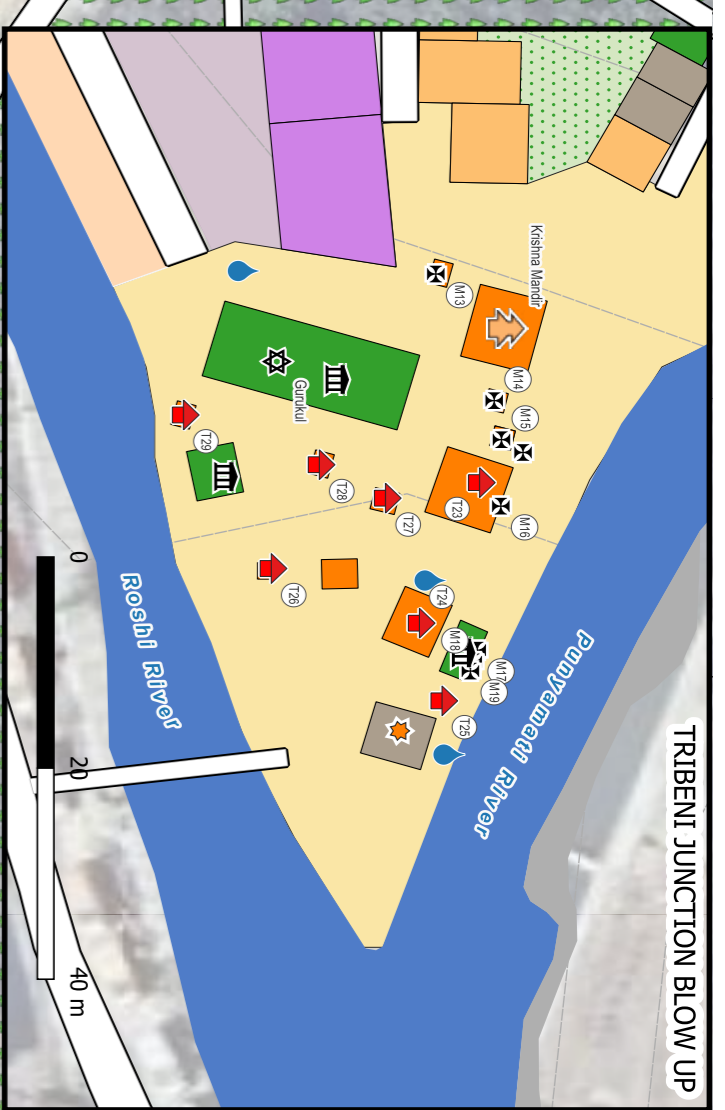 TRIBENI JUNCTION BLOW UP
Krishna Mandir
M13
M14
M15
M16
T23
Gurukul
T29
T28
T27
T26
T24
M18
M17
M19
T25
Punyamati River
Roshi River
0
20
40 m